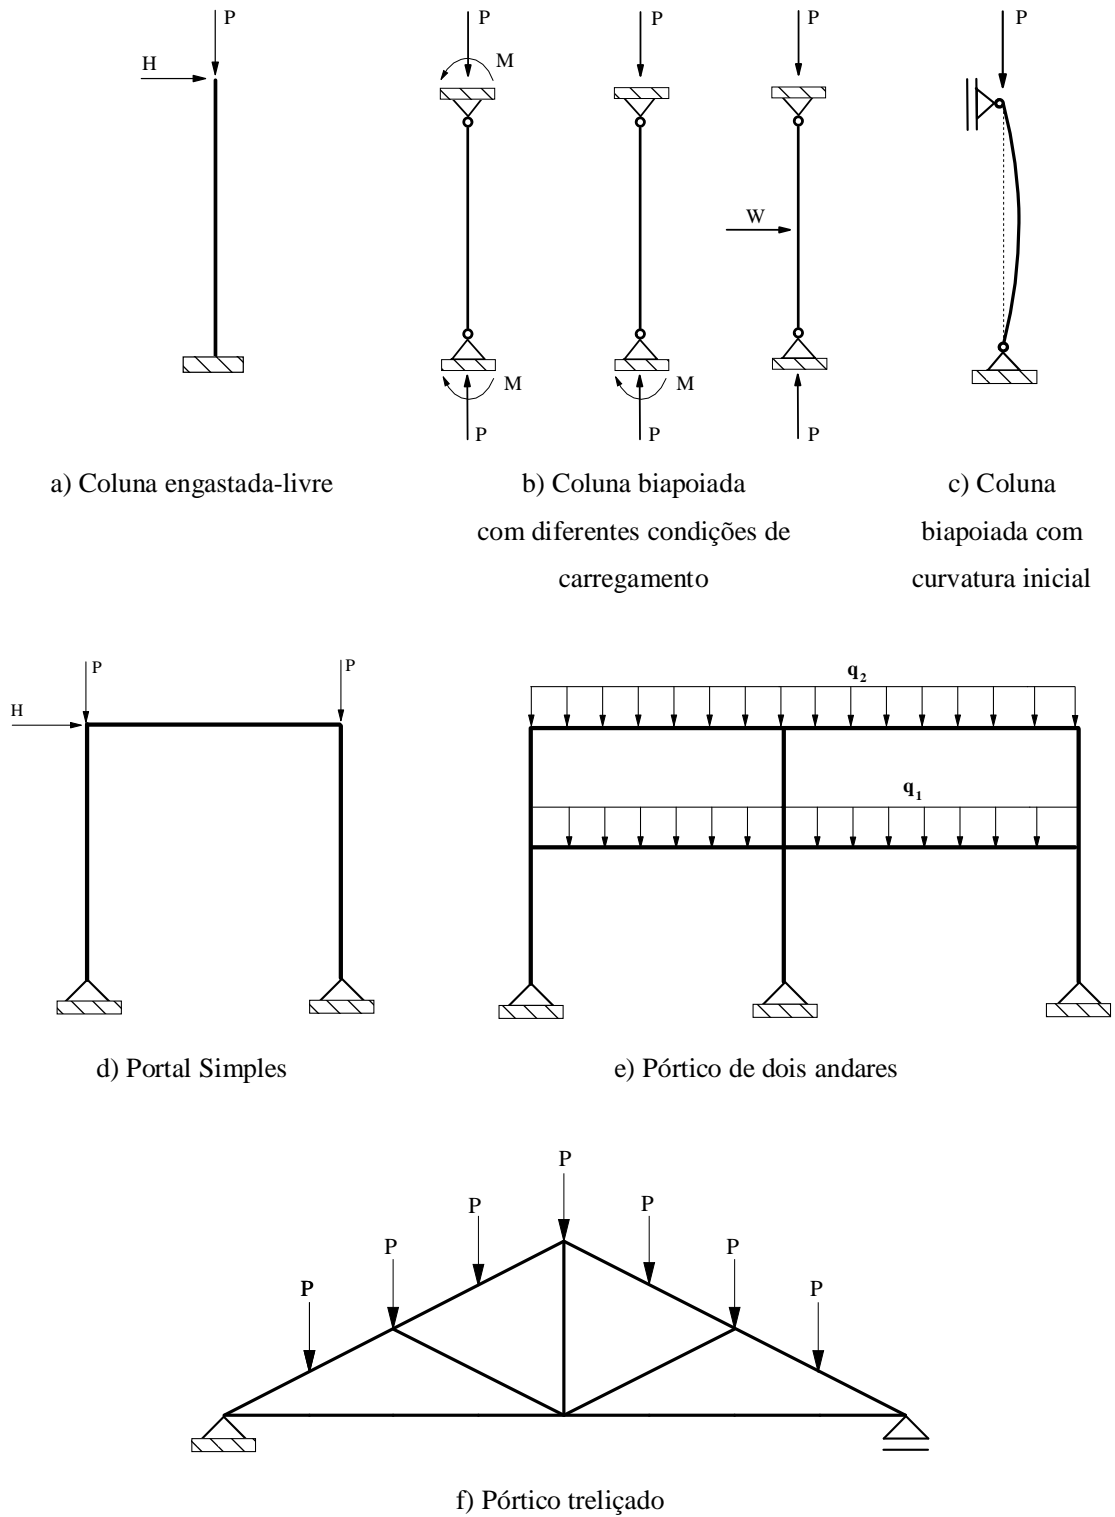 P
P
P
P
P
H
M
W
M
M
P
P
P
a) Coluna engastada-livre
b) Coluna biapoiada
com diferentes condições de
carregamento
c) Coluna
biapoiada com
curvatura inicial
P
P
H
q2
q1
d) Portal Simples
e) Pórtico de dois andares
P
P
P
P
P
P
P
f) Pórtico treliçado